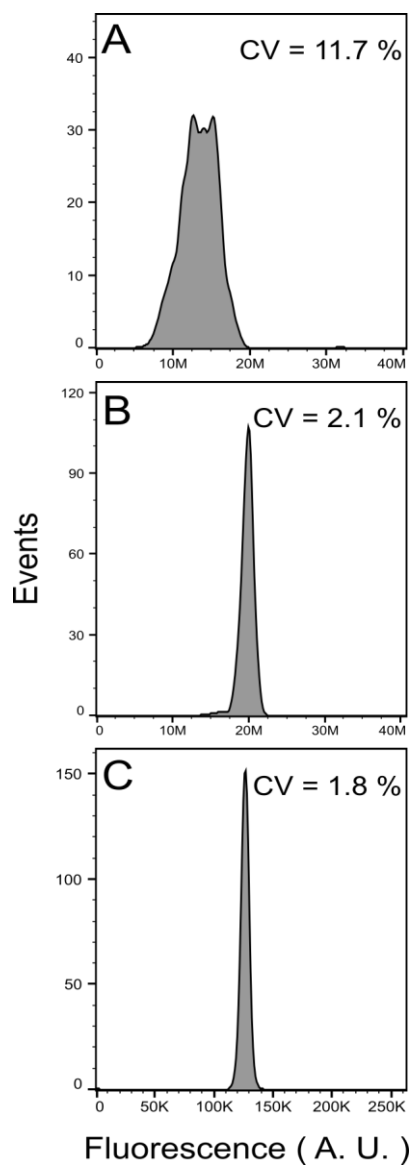 A
CV = 11.7 %
40
30
20
10
0
0 10M 20M 30M 40M
B
CV = 2.1 %
120
90
60
30
0
0 10M 20M 30M 40M
Events
C
CV = 1.8 %
150
100
50
0
0 50K 100K 150K 200K 250K
Fluorescence ( A. U. )